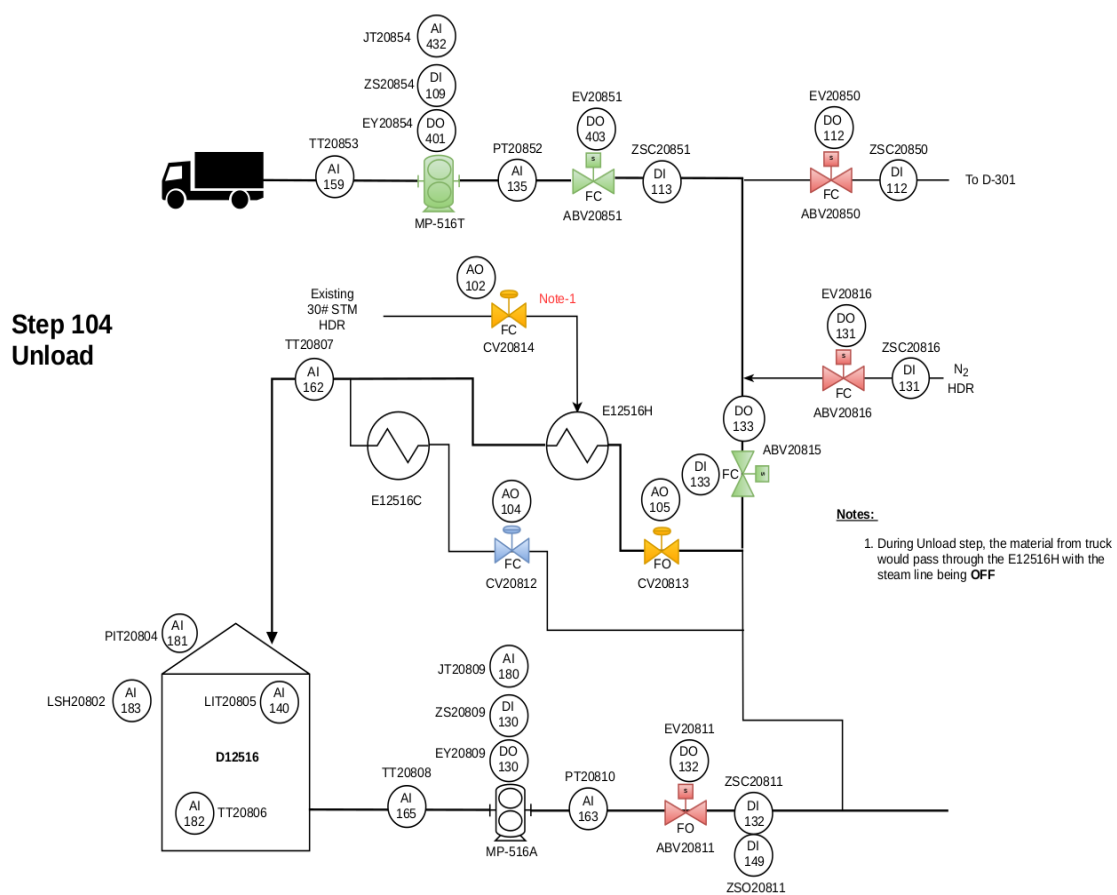 JT20854
AI
432
ZS20854
DI
109
EY20854
DO
401
TT20853
AI
159
MP-516T
PT20852
AI
135
EV20851
DO
403
S
FC
ABV20851
ZSC20851
DI
113
EV20850
DO
112
S
FC
ABV20850
ZSC20850
DI
112
To D-301
Step 104
Unload
Existing
30# STM
HDR
AO
102
Note-1
FC
CV20814
EV20816
DO
131
S
FC
ABV20816
ZSC20816
DI
131
N2
HDR
TT20807
AI
162
E12516C
E12516H
DO
133
ABV20815
DI
133
FC
S
AO
104
FC
CV20812
AO
105
FO
CV20813
Notes:
1. During Unload step, the material from truck
would pass through the E12516H with the
steam line being OFF
PIT20804
AI
181
LSH20802
AI
183
LIT20805
AI
140
D12516
AI
182
TT20806
JT20809
AI
180
ZS20809
DI
130
EY20809
DO
130
TT20808
AI
165
MP-516A
PT20810
AI
163
EV20811
DO
132
S
FO
ABV20811
ZSC20811
DI
132
DI
149
ZSO20811